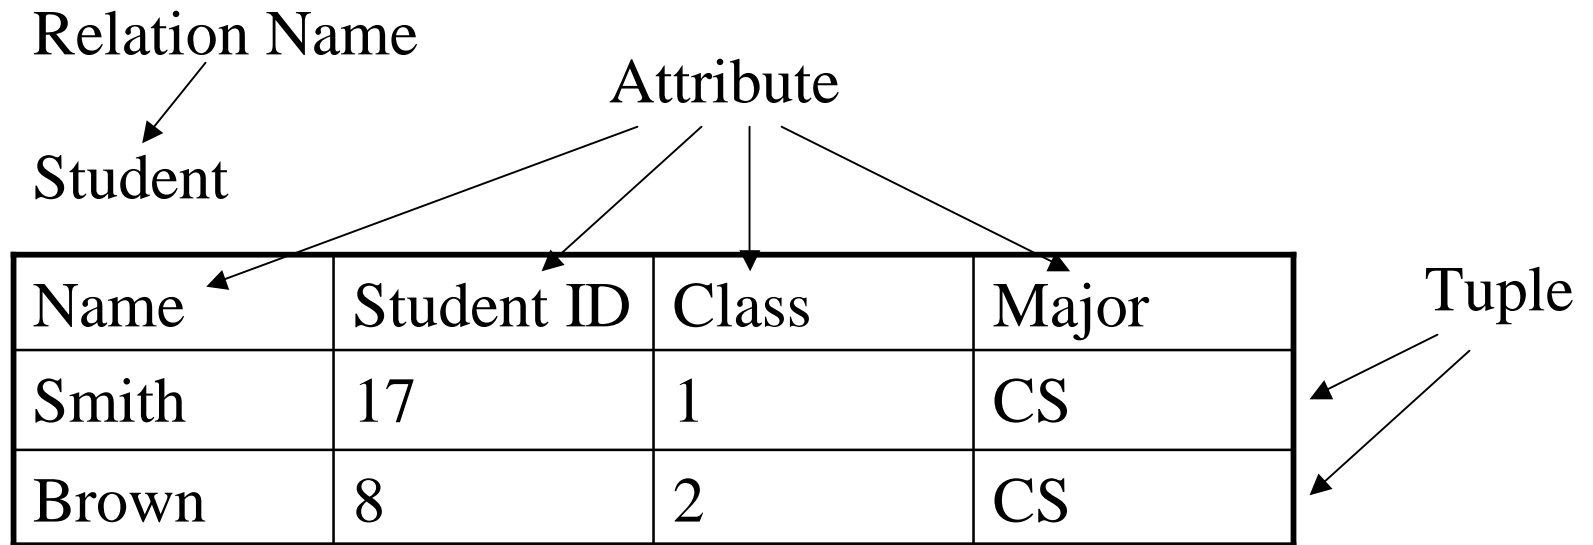 Relation Name
Attribute
Student
Tuple
Name Student ID Class Major
Smith 17 1 CS
Brown 8 2 CS